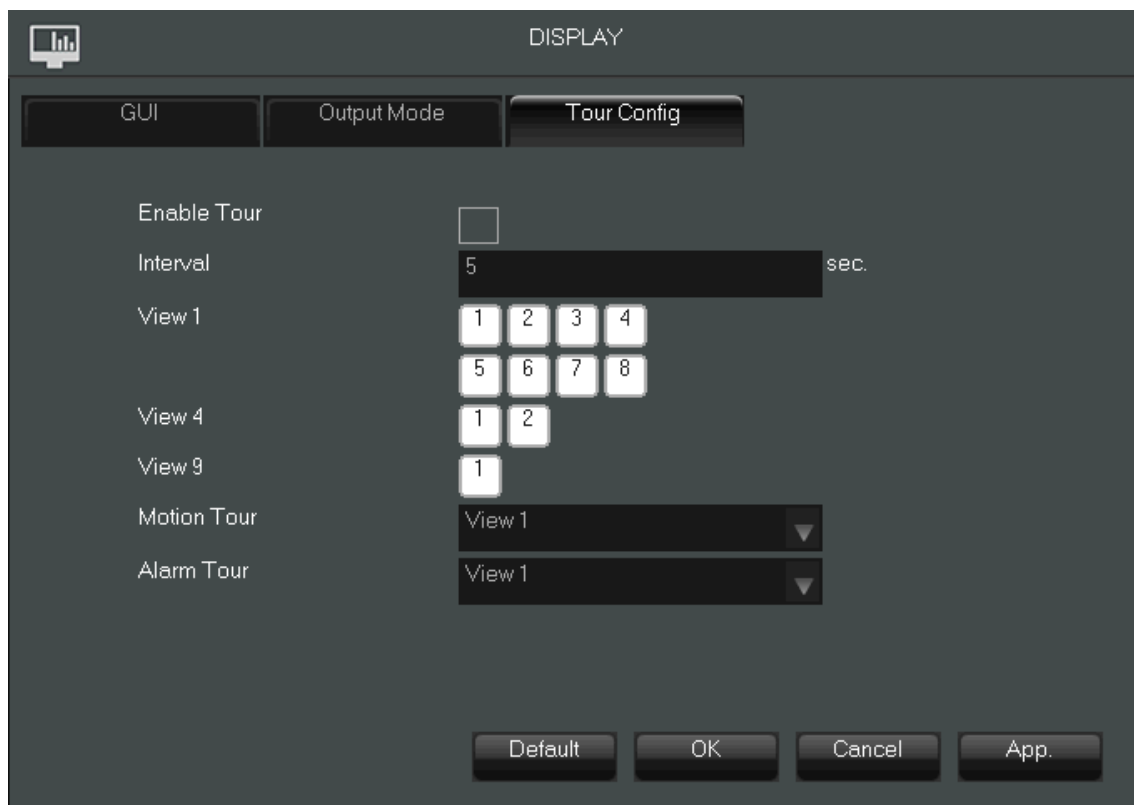 DISPLAY
GUI Output Mode Tour Config
Enable Tour
Interval 5 sec.
View 1 1 2 3 4
5 6 7 8
View 4 1 2
View 9 1
Motion Tour View 1
Alarm Tour View 1
Default OK Cancel App.